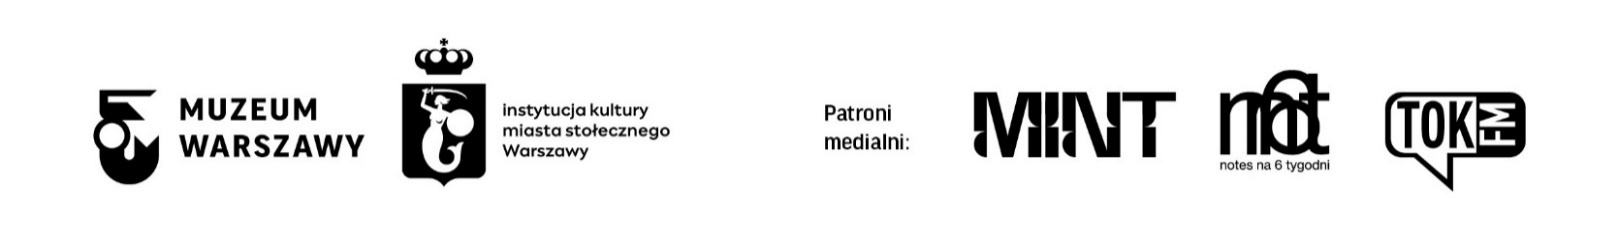 MUZEUM
WARSZAWY
instytucja kultury
miasta stołecznego
Warszawy
Patroni
medialni:
MINT
n6t
notes na 6 tygodni
TOK FM